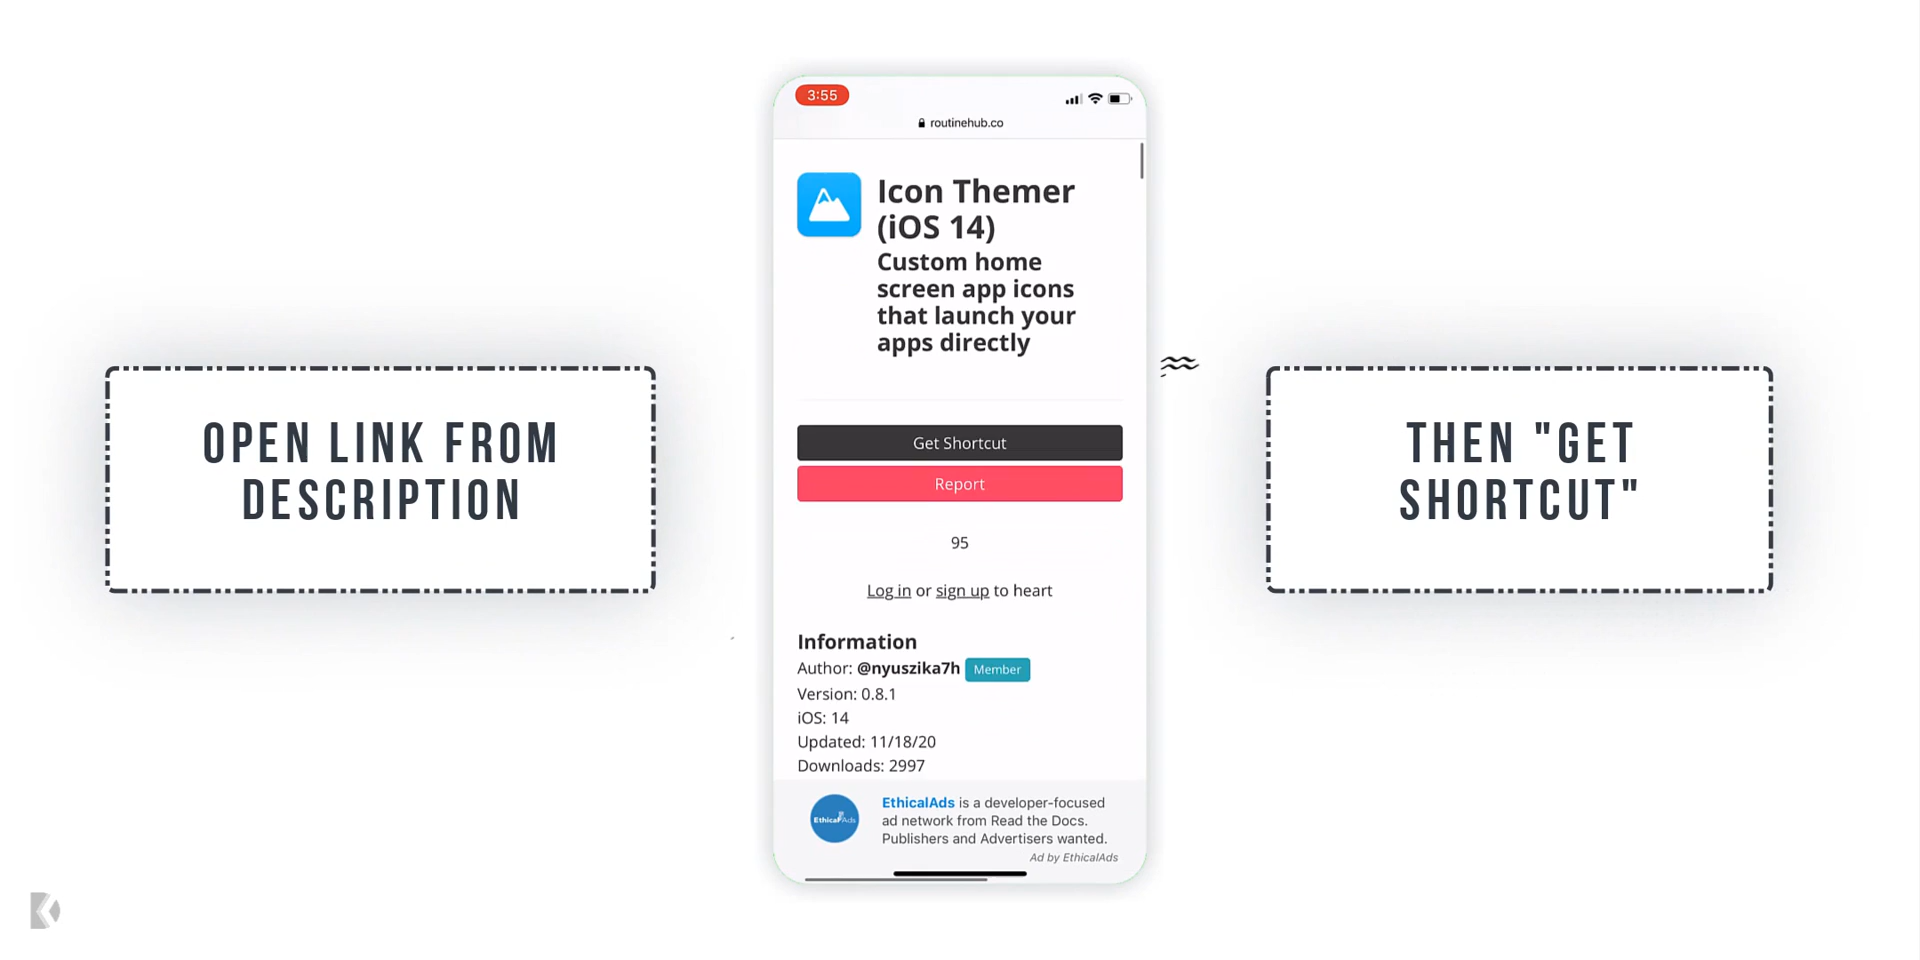 3:55
routinehub.co
Icon Themer
(iOS 14)
Custom home
screen app icons
that launch your
apps directly
OPEN LINK FROM
DESCRIPTION
THEN "GET
SHORTCUT"
Get Shortcut
Report
95
Log in or sign up to heart
Information
Author: @nyuszika7h Member
Version: 0.8.1
iOS: 14
Updated: 11/18/20
Downloads: 2997
EthicalAds
EthicalAds is a developer-focused
ad network from Read the Docs.
Publishers and Advertisers wanted.
Ad by EthicalAds